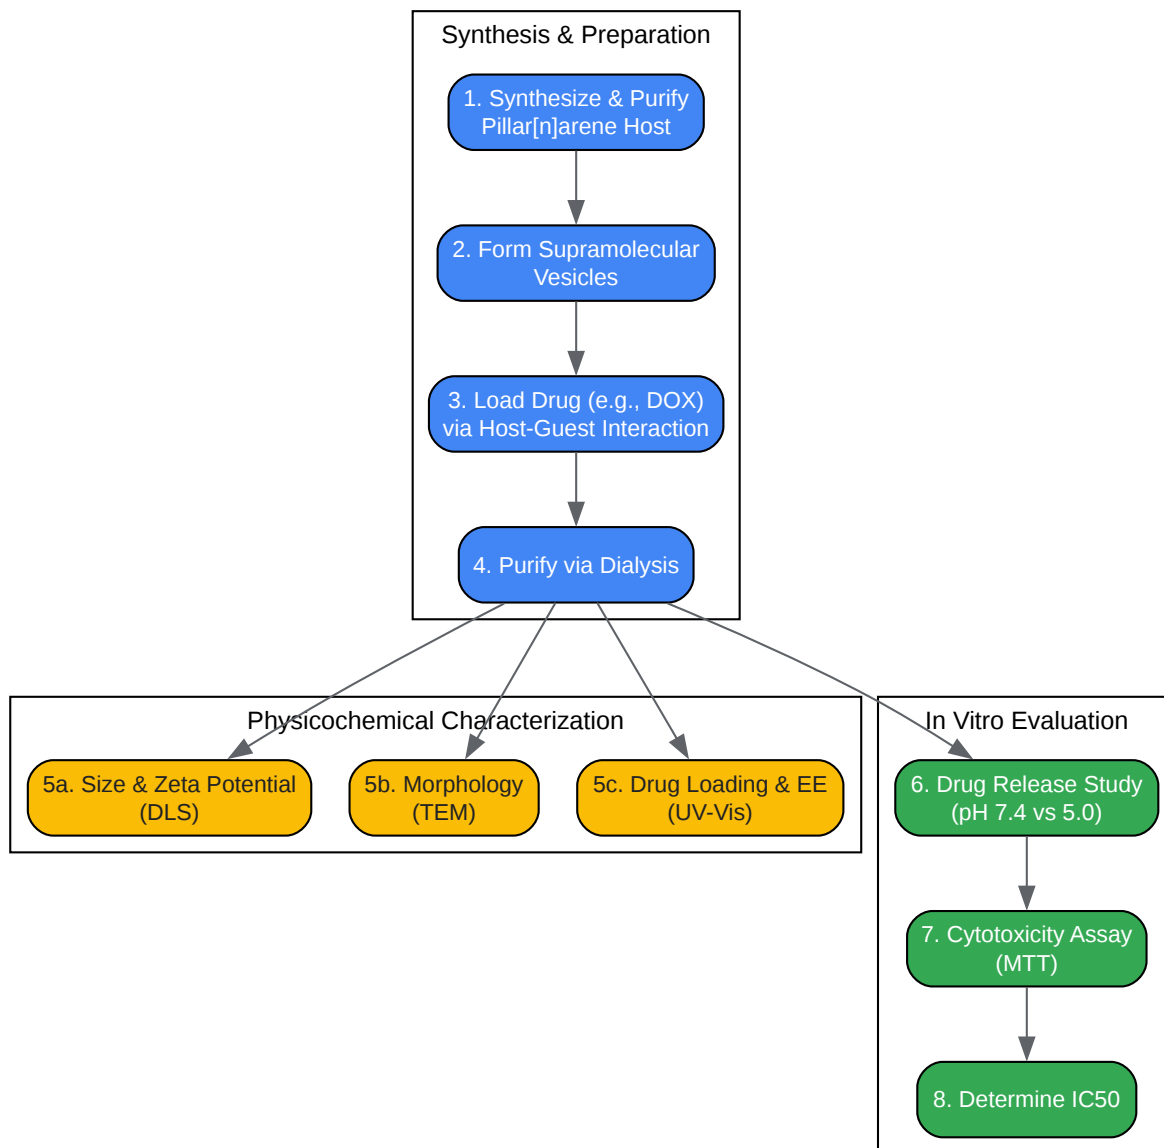 Synthesis & Preparation
1. Synthesize & Purify
Pillar[n]arene Host
2. Form Supramolecular
Vesicles
3. Load Drug (e.g., DOX)
via Host-Guest Interaction
4. Purify via Dialysis
Physicochemical Characterization
5a. Size & Zeta Potential
(DLS)
5b. Morphology
(TEM)
5c. Drug Loading & EE
(UV-Vis)
In Vitro Evaluation
6. Drug Release Study
(pH 7.4 vs 5.0)
7. Cytotoxicity Assay
(MTT)
8. Determine IC50